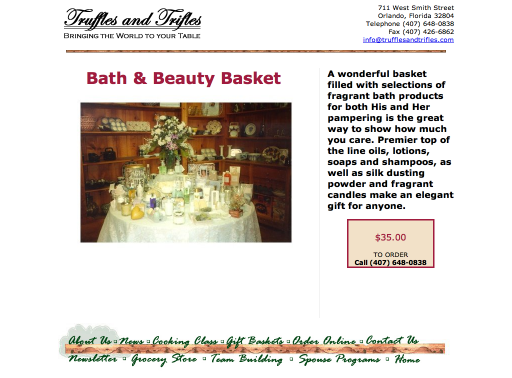 Truffles and Trifles
BRINGING THE WORLD TO YOUR TABLE
711 West Smith Street
Orlando, Florida 32804
Telephone (407) 648-0838
Fax (407) 426-6862
info@trufflesandtrifles.com
Bath & Beauty Basket
A wonderful basket
filled with selections of
fragrant bath products
for both His and Her
pampering is the great
way to show how much
you care. Premier top of
the line oils, lotions,
soaps and shampoos, as
well as silk dusting
powder and fragrant
candles make an elegant
gift for anyone.
$35.00
TO ORDER
Call (407) 648-0838
About Us News Cooking Class Gift Baskets Order Online Contact Us
Newsletter Grocery Store Team Building Spouse Programs Home